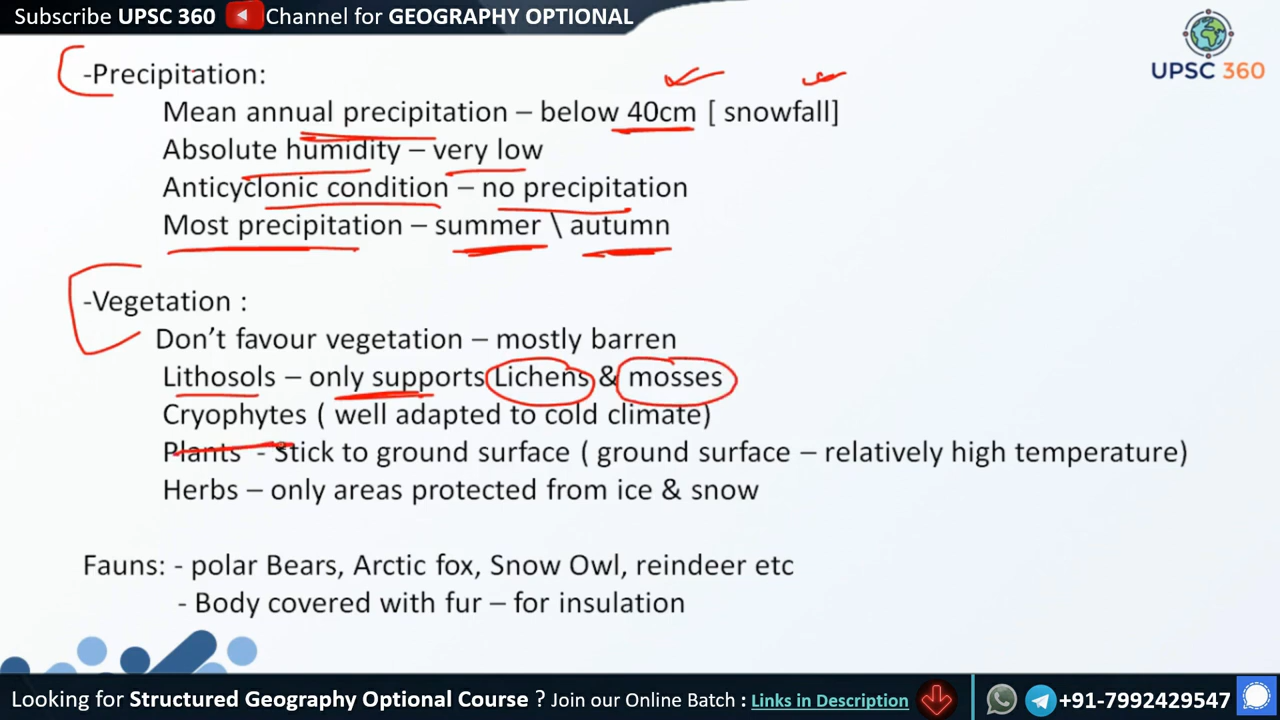 Subscribe UPSC 360 Channel for GEOGRAPHY OPTIONAL
UPSC 360
-Precipitation:
Mean annual precipitation – below 40cm [ snowfall]
Absolute humidity – very low
Anticyclonic condition – no precipitation
Most precipitation – summer \ autumn
-Vegetation :
Don’t favour vegetation – mostly barren
Lithosols – only supports Lichens & mosses
Cryophytes ( well adapted to cold climate)
Plants - Stick to ground surface ( ground surface – relatively high temperature)
Herbs – only areas protected from ice & snow
Fauns: - polar Bears, Arctic fox, Snow Owl, reindeer etc
- Body covered with fur – for insulation
Looking for Structured Geography Optional Course ? Join our Online Batch : Links in Description
+91-7992429547